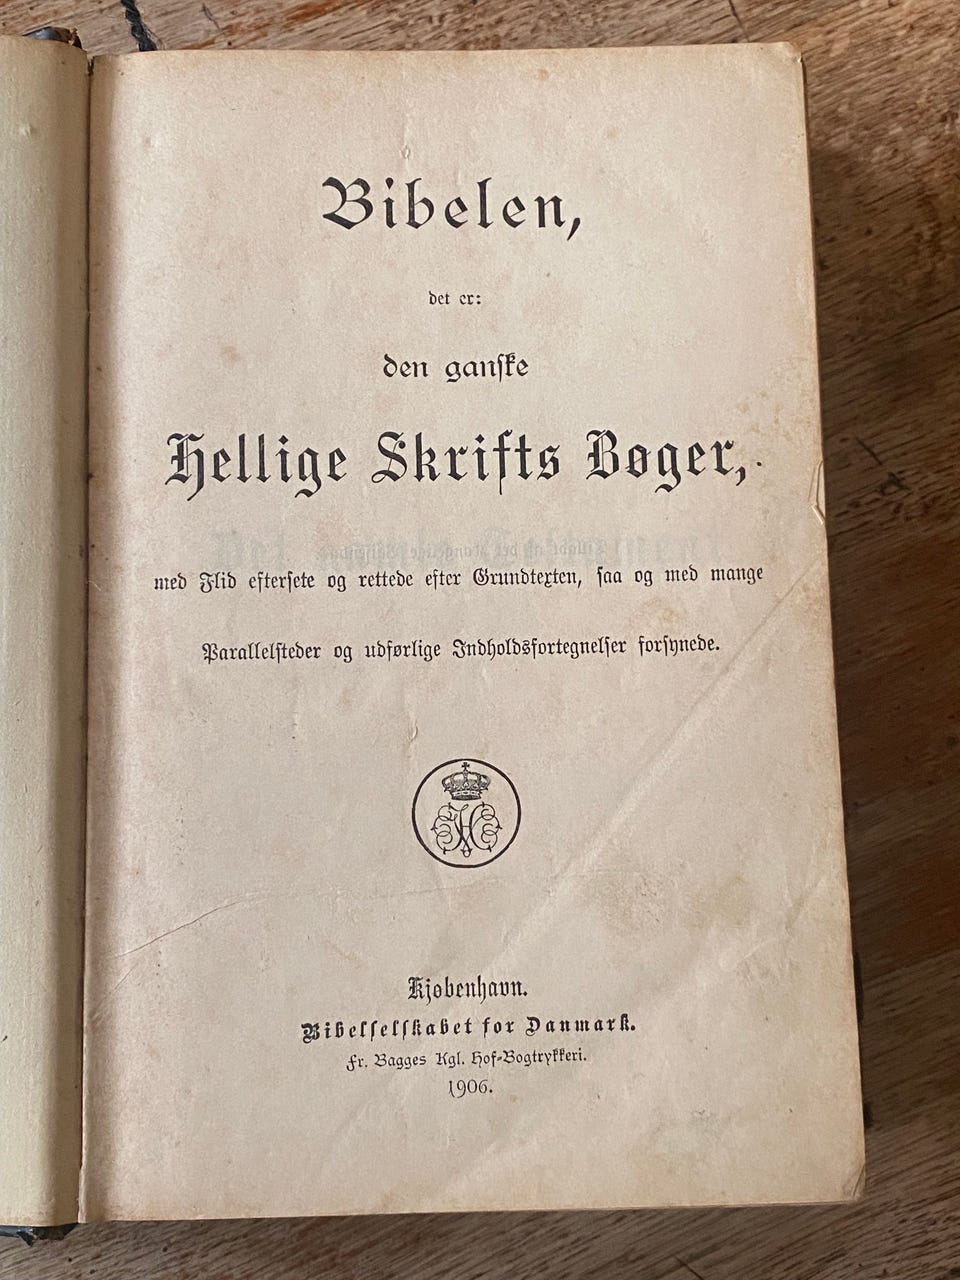 Bibelen,
det er:
den ganske
Hellige Skrifts Bøger,
med Flid eftersete og rettede efter Grundtexten, saa og med mange
Parallelsteder og udførlige Indholdsfortegnelser forsynede.
Kjøbenhavn.
Bibelselskabet for Danmark.
Fr. Bagges Kgl. Hof-Bogtrykkeri.
1906.